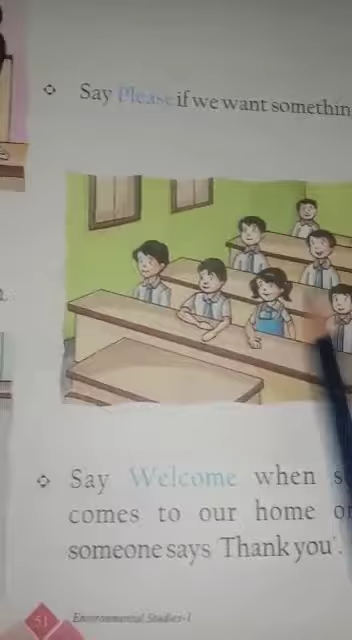 Say Please if we want somethin
Say Welcome when s
comes to our home o
someone says 'Thank you'.
51 Environmental Studies-1